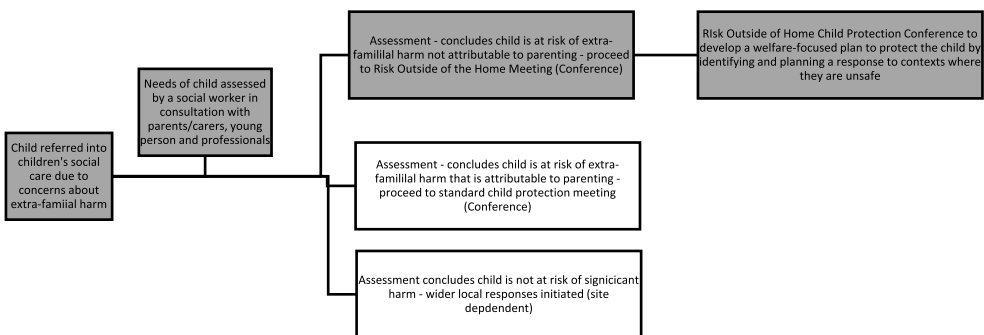 Child referred into
children's social
care due to
concerns about
extra-famiial harm
Needs of child assessed
by a social worker in
consultation with
parents/carers, young
person and professionals
Assessment - concludes child is at risk of extra-
famililal harm not attributable to parenting - proceed
to Risk Outside of the Home Meeting (Conference)
RIsk Outside of Home Child Protection Conference to
develop a welfare-focused plan to protect the child by
identifying and planning a response to contexts where
they are unsafe
Assessment - concludes child is at risk of extra-
famililal harm that is attributable to parenting -
proceed to standard child protection meeting
(Conference)
Assessment concludes child is not at risk of signicicant
harm - wider local responses initiated (site
depdendent)